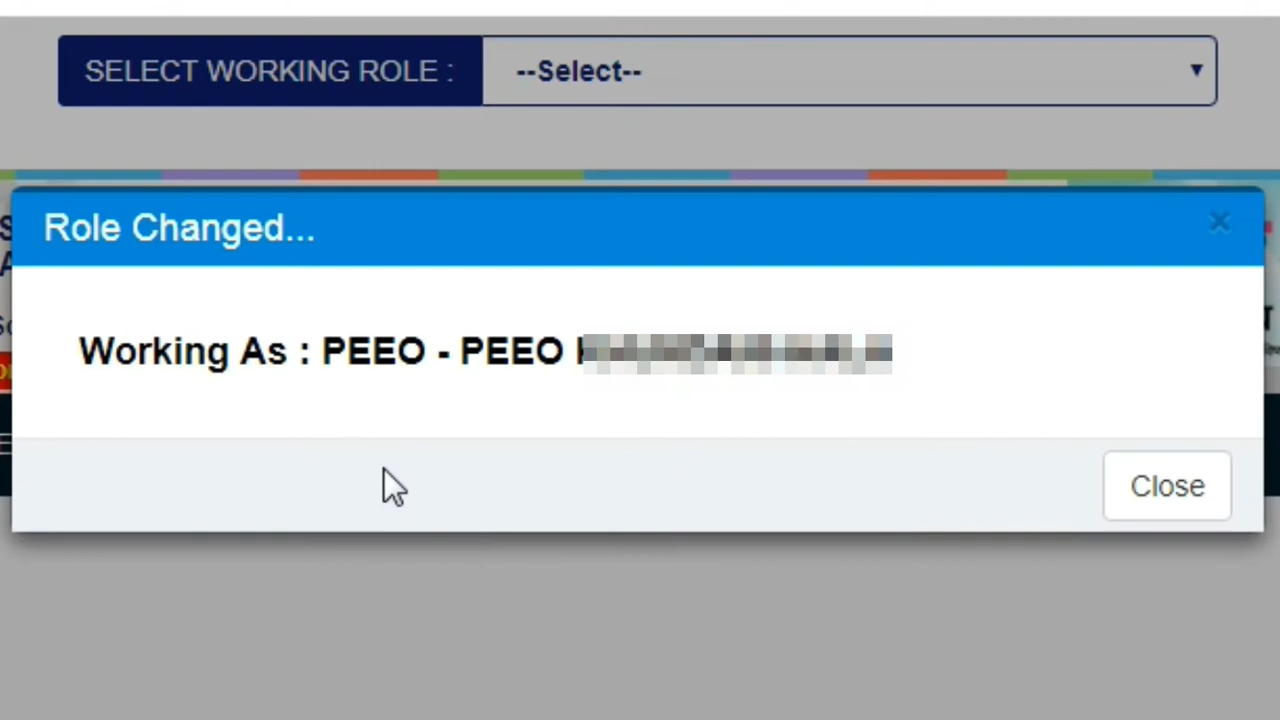 SELECT WORKING ROLE :
--Select--
Role Changed...
×
Working As : PEEO - PEEO
Close